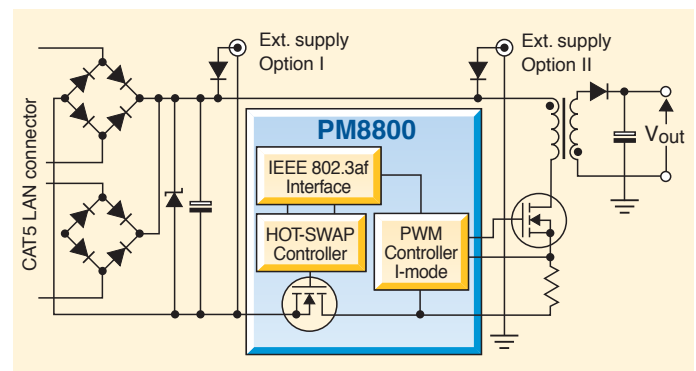 Ext. supply
Option I
Ext. supply
Option II
CAT5 LAN connector
PM8800
IEEE 802.3af
Interface
HOT-SWAP
Controller
PWM
Controller
I-mode
Vout